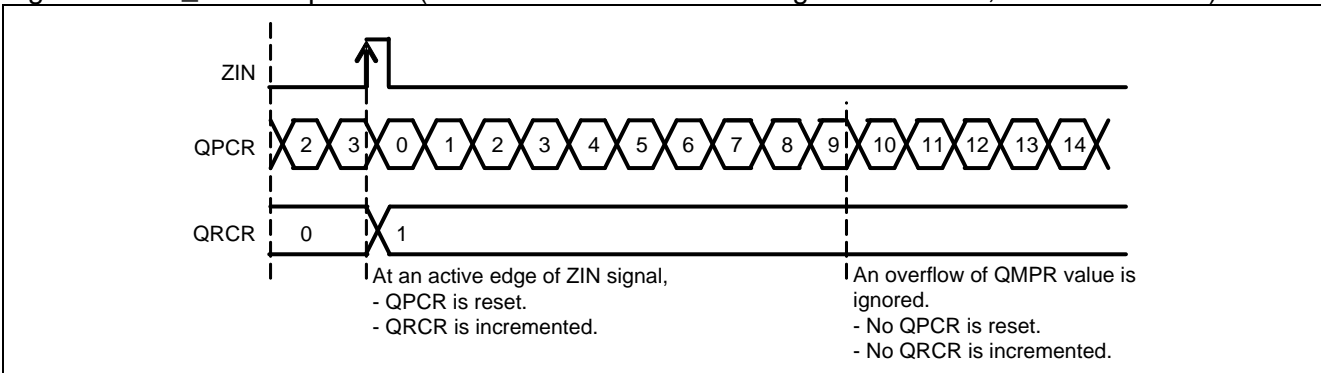 ZIN
QPCR 2 3 0 1 2 3 4 5 6 7 8 9 10 11 12 13 14
QRCR 0 1
At an active edge of ZIN signal,
- QPCR is reset.
- QRCR is incremented.
An overflow of QMPR value is
ignored.
- No QPCR is reset.
- No QRCR is incremented.